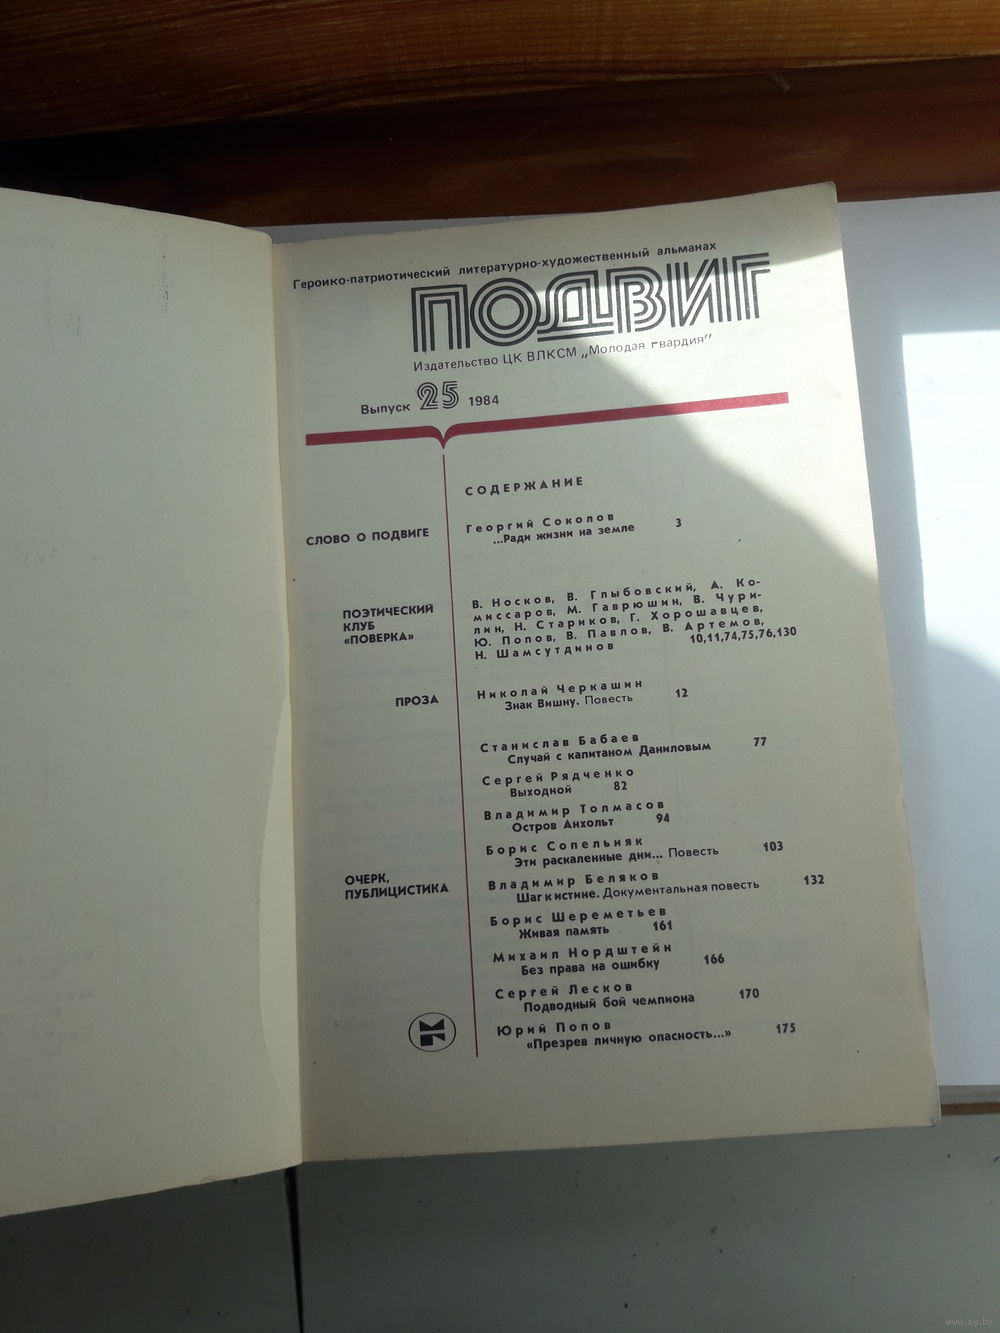 Героико-патриотический литературно-художественный альманах
ПОДВИГ
Издательство ЦК ВЛКСМ „Молодая гвардия”
Выпуск 25 1984
СОДЕРЖАНИЕ
СЛОВО О ПОДВИГЕ
Георгий Соколов
...Ради жизни на земле 3
ПОЭТИЧЕСКИЙ
КЛУБ
«ПОВЕРКА»
В. Носков, В. Глыбовский, А. Ко-
миссаров, М. Гаврюшин, В. Чури-
лин, Н. Стариков, Г. Хорошавцев,
Ю. Попов, В. Павлов, В. Артемов,
Н. Шамсутдинов 10,11,74,75,76,130
ПРОЗА
Николай Черкашин
Знак Вишну. Повесть 12
Станислав Бабаев
Случай с капитаном Даниловым 77
Сергей Рядченко
Выходной 82
Владимир Толмасов
Остров Анхольт 94
Борис Сопельняк
Эти раскаленные дни... Повесть 103
ОЧЕРК,
ПУБЛИЦИСТИКА
Владимир Беляков
Шаг к истине. Документальная повесть 132
Борис Шереметьев
Живая память 161
Михаил Нордштейн
Без права на ошибку 166
Сергей Лесков
Подводный бой чемпиона 170
Юрий Попов
«Презрев личную опасность...» 175
www.ay.by